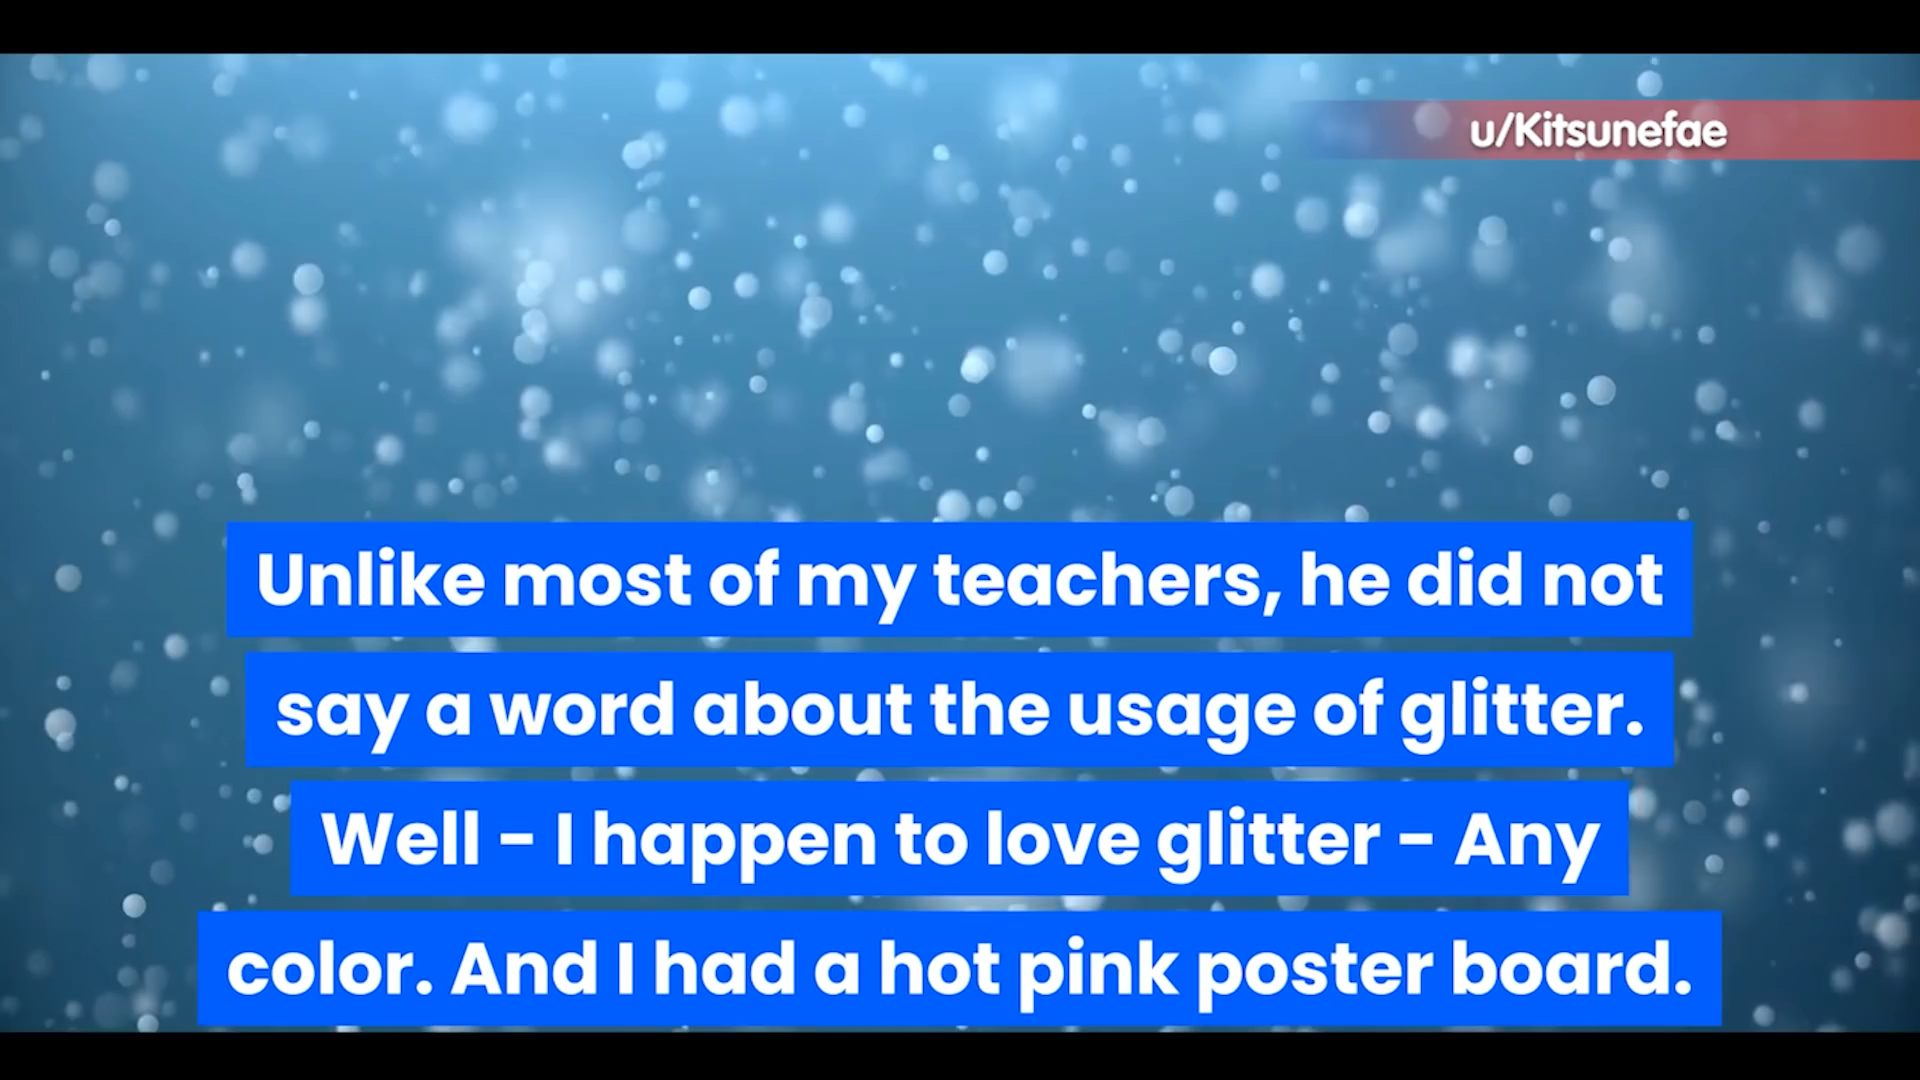 u/Kitsunefae
Unlike most of my teachers, he did not
say a word about the usage of glitter.
Well - I happen to love glitter - Any
color. And I had a hot pink poster board.